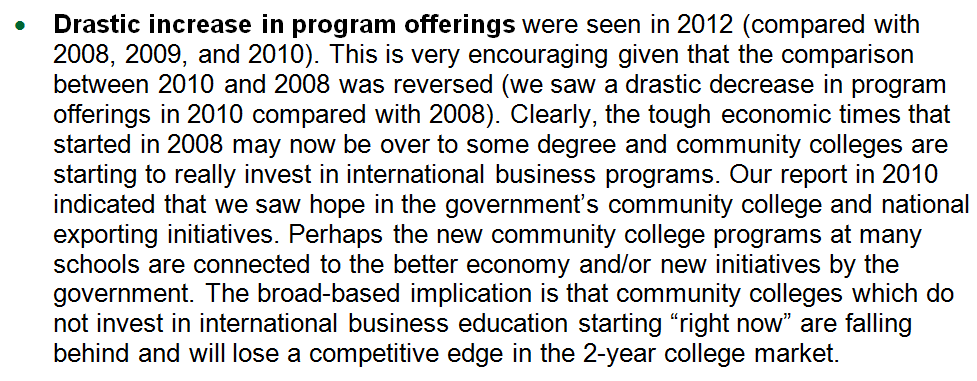 • Drastic increase in program offerings were seen in 2012 (compared with
2008, 2009, and 2010). This is very encouraging given that the comparison
between 2010 and 2008 was reversed (we saw a drastic decrease in program
offerings in 2010 compared with 2008). Clearly, the tough economic times that
started in 2008 may now be over to some degree and community colleges are
starting to really invest in international business programs. Our report in 2010
indicated that we saw hope in the government’s community college and national
exporting initiatives. Perhaps the new community college programs at many
schools are connected to the better economy and/or new initiatives by the
government. The broad-based implication is that community colleges which do
not invest in international business education starting “right now” are falling
behind and will lose a competitive edge in the 2-year college market.